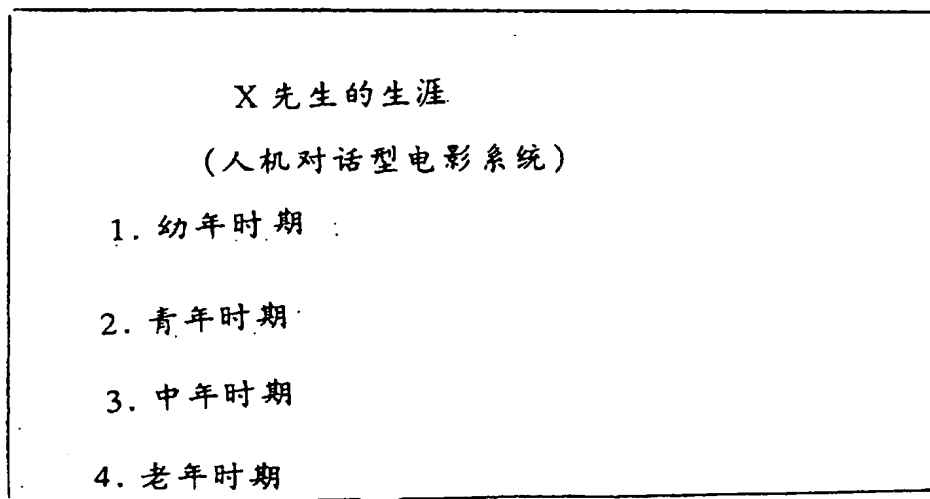 X 先生的生涯
(人机对话型电影系统)
1. 幼年时期
2. 青年时期
3. 中年时期
4. 老年时期